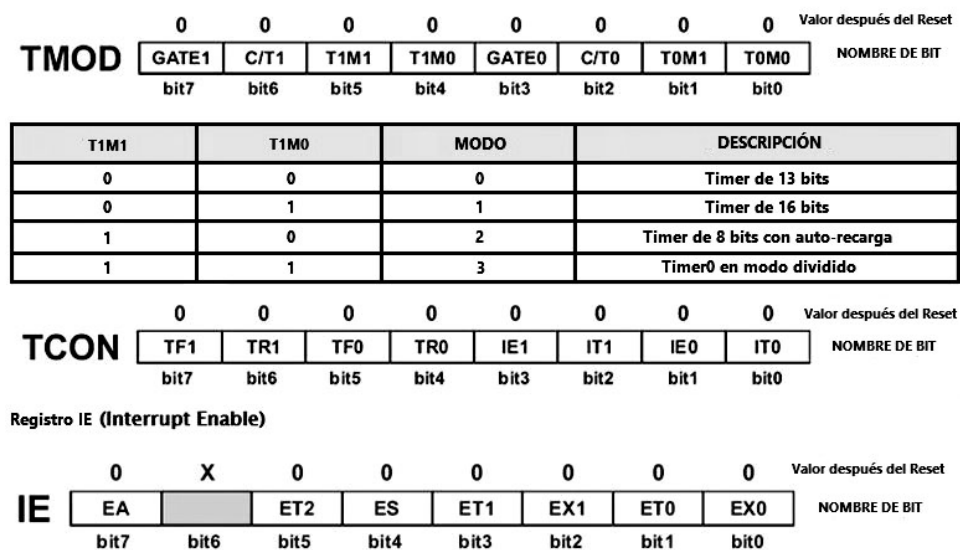 0 0 0 0 0 0 0 0 Valor después del Reset
TMOD GATE1 C/T1 T1M1 T1M0 GATE0 C/T0 T0M1 T0M0 NOMBRE DE BIT
bit7 bit6 bit5 bit4 bit3 bit2 bit1 bit0
T1M1 T1M0 MODO DESCRIPCIÓN
0 0 0 Timer de 13 bits
0 1 1 Timer de 16 bits
1 0 2 Timer de 8 bits con auto-recarga
1 1 3 Timer0 en modo dividido
0 0 0 0 0 0 0 0 Valor después del Reset
TCON TF1 TR1 TF0 TR0 IE1 IT1 IE0 IT0 NOMBRE DE BIT
bit7 bit6 bit5 bit4 bit3 bit2 bit1 bit0
Registro IE (Interrupt Enable)
0 X 0 0 0 0 0 0 Valor después del Reset
IE EA ET2 ES ET1 EX1 ET0 EX0 NOMBRE DE BIT
bit7 bit6 bit5 bit4 bit3 bit2 bit1 bit0